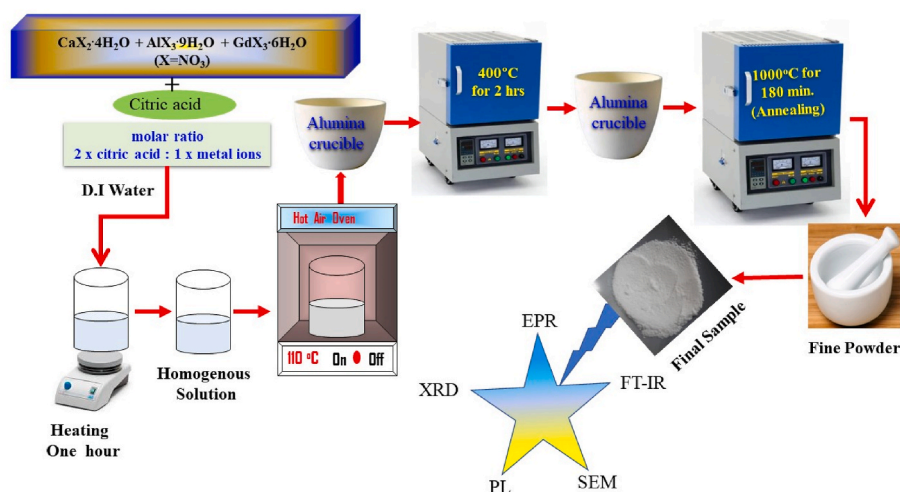 CaX₂·4H₂O + AlX₃·9H₂O + GdX₃·6H₂O
(X=NO₃)
+
Citric acid
molar ratio
2 x citric acid : 1 x metal ions
D.I Water
Heating
One hour
Homogenous
Solution
Hot Air Oven
110 °C On Off
Alumina
crucible
400°C
for 2 hrs
Alumina
crucible
1000°C for
180 min.
(Annealing)
Fine Powder
Final Sample
EPR
XRD
FT-IR
PL
SEM